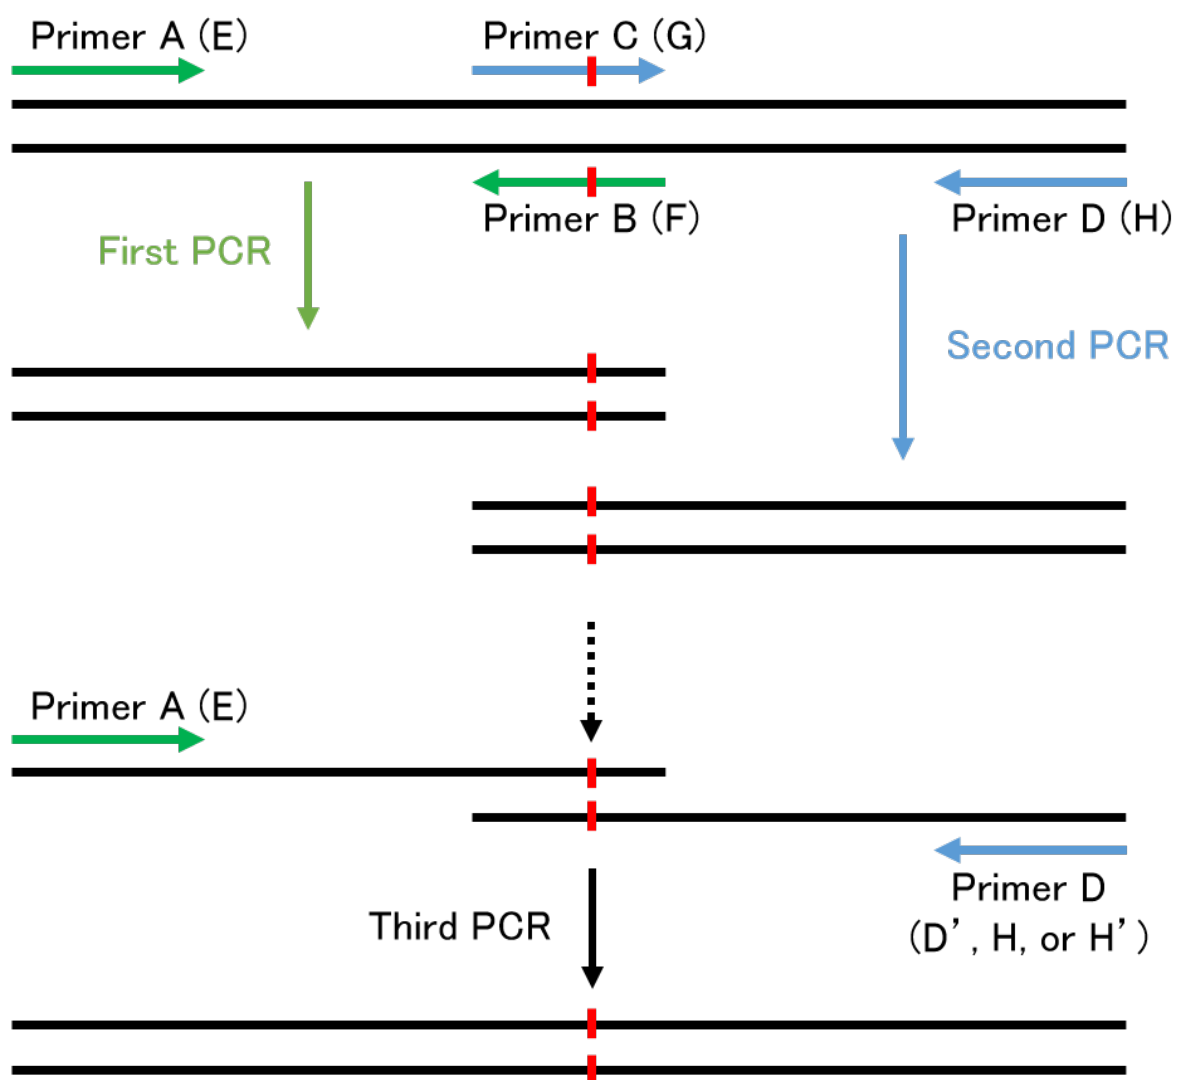 Primer A (E)
Primer C (G)
Primer B (F)
Primer D (H)
First PCR
Second PCR
Primer A (E)
Primer D
(D’, H, or H’)
Third PCR